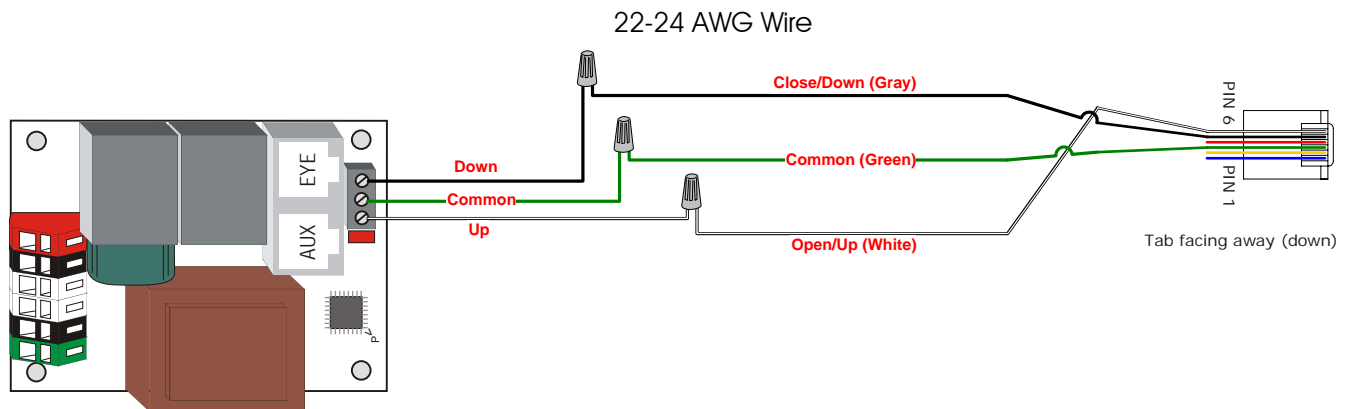 22-24 AWG Wire
Close/Down (Gray)
PIN 6
EYE
Down
Common (Green)
Common
PIN 1
AUX
Up
Open/Up (White)
Tab facing away (down)